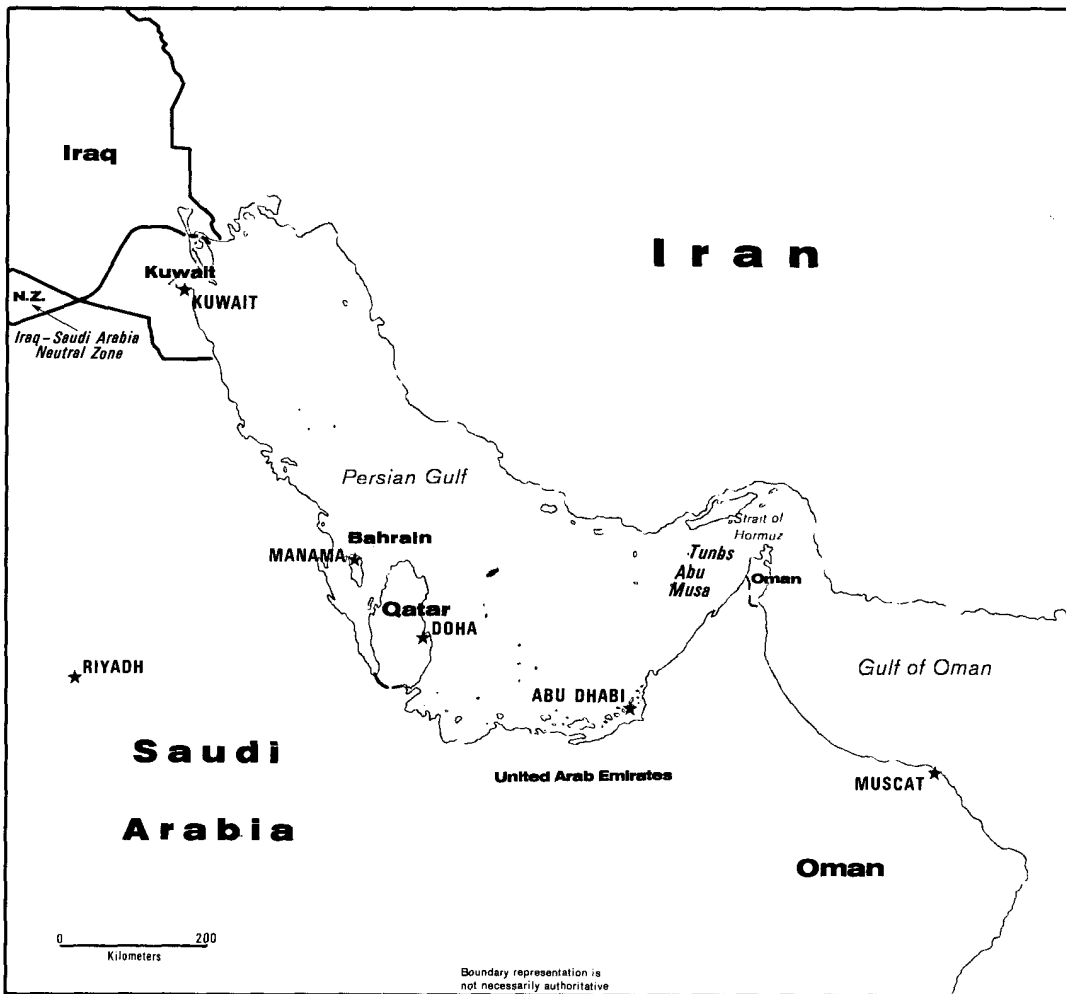 Iraq
Iran
Kuwait
KUWAIT
N.Z.
Iraq–Saudi Arabia
Neutral Zone
Persian Gulf
Strait of
Hormuz
Bahrain
MANAMA
Tunbs
Abu
Musa
Oman
Qatar
DOHA
RIYADH
Gulf of Oman
ABU DHABI
Saudi
Arabia
United Arab Emirates
MUSCAT
Oman
0 200
Kilometers
Boundary representation is
not necessarily authoritative